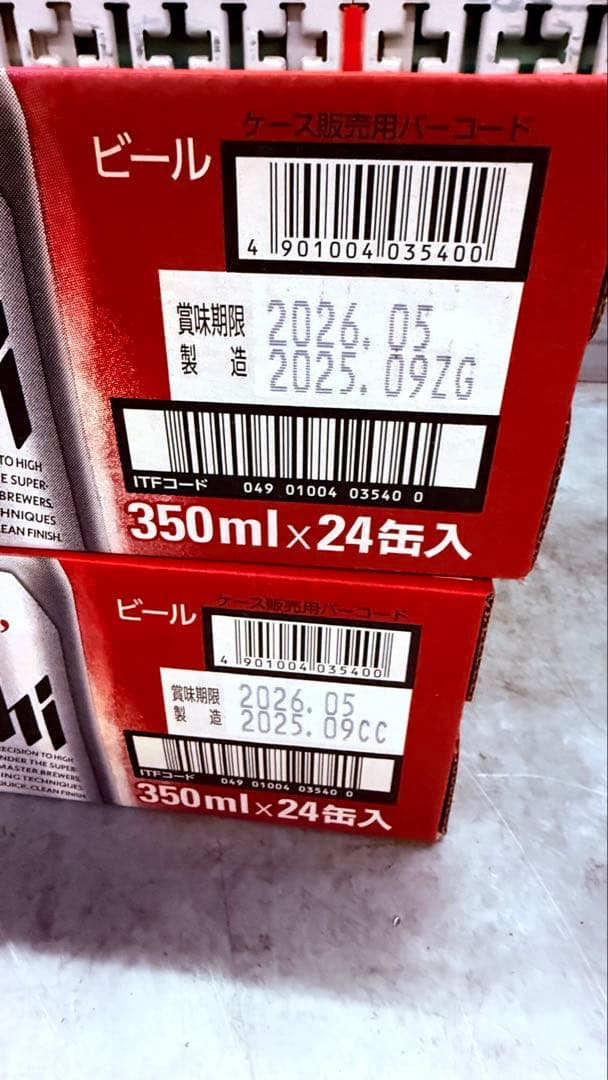 ケース販売用バーコード
ビール
4 901004 035400
賞味期限 2026.05
製造 2025.09ZG
ITFコード 049 01004 03540 0
350ml×24缶入
TO HIGH
E SUPER-
BREWERS.
HNIQUES
EAN FINISH.
ケース販売用バーコード
ビール
4 901004 035400
賞味期限 2026.05
製造 2025.09CC
ITFコード 049 01004 03540 0
350ml×24缶入
hi
RECISION TO HIGH
NDER THE SUPER-
MASTER BREWERS.
ING TECHNIQUES
QUICK, CLEAN FINISH.